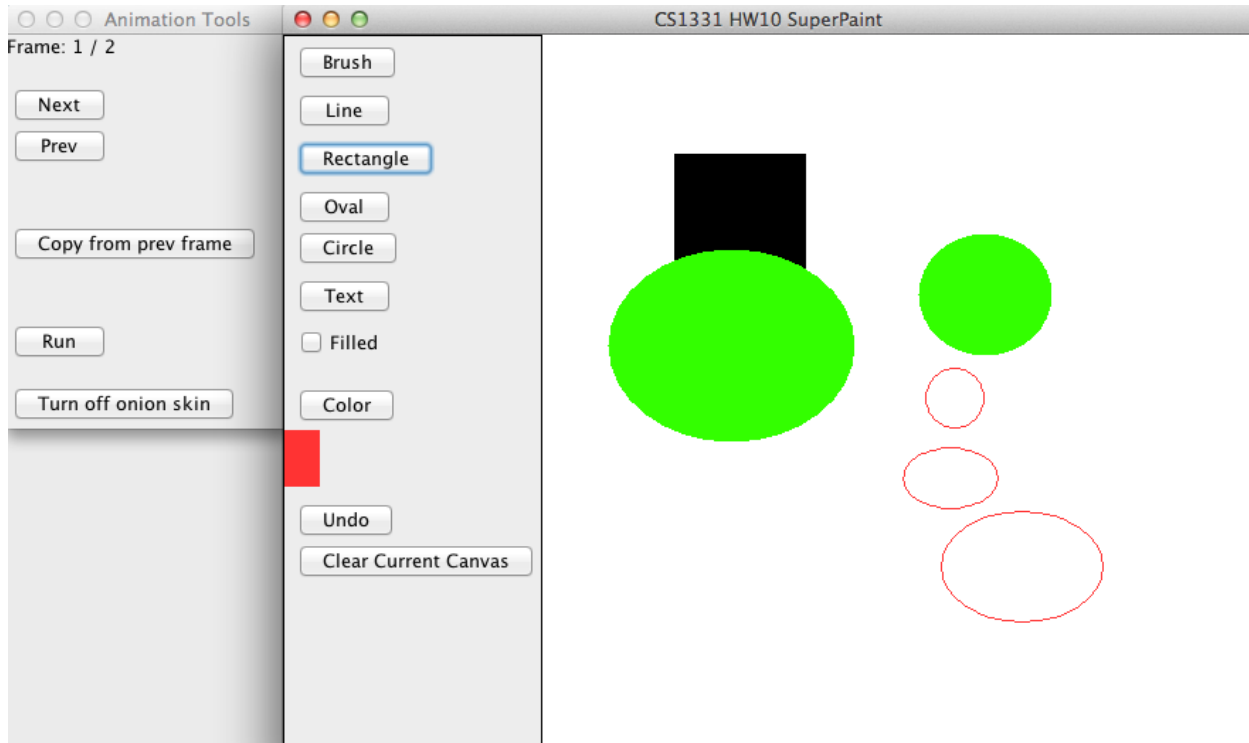 Animation Tools
Frame: 1 / 2
Next
Prev
Copy from prev frame
Run
Turn off onion skin
CS1331 HW10 SuperPaint
Brush
Line
Rectangle
Oval
Circle
Text
Filled
Color
Undo
Clear Current Canvas